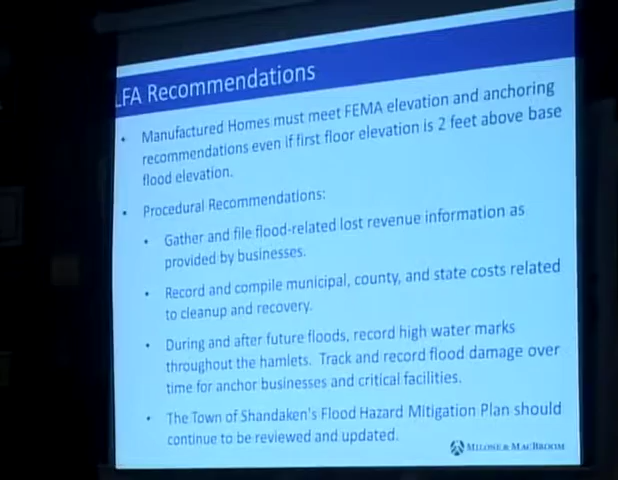 LFA Recommendations
• Manufactured Homes must meet FEMA elevation and anchoring
recommendations even if first floor elevation is 2 feet above base
flood elevation.
• Procedural Recommendations:
• Gather and file flood-related lost revenue information as
provided by businesses.
• Record and compile municipal, county, and state costs related
to cleanup and recovery.
• During and after future floods, record high water marks
throughout the hamlets. Track and record flood damage over
time for anchor businesses and critical facilities.
• The Town of Shandaken's Flood Hazard Mitigation Plan should
continue to be reviewed and updated.
MILONE & MACBROOM